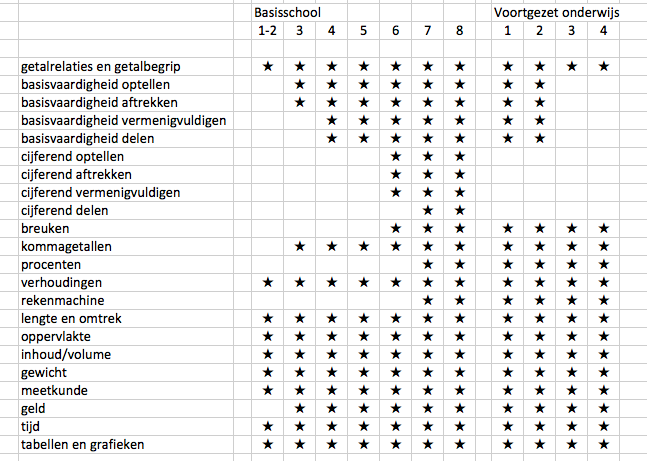 Basisschool Voortgezet onderwijs
1-2 3 4 5 6 7 8 1 2 3 4
getalrelaties en getalbegrip ★ ★ ★ ★ ★ ★ ★ ★ ★ ★ ★
basisvaardigheid optellen ★ ★ ★ ★ ★ ★ ★ ★
basisvaardigheid aftrekken ★ ★ ★ ★ ★ ★ ★ ★
basisvaardigheid vermenigvuldigen ★ ★ ★ ★ ★ ★ ★
basisvaardigheid delen ★ ★ ★ ★ ★ ★ ★
cijferend optellen ★ ★ ★
cijferend aftrekken ★ ★ ★
cijferend vermenigvuldigen ★ ★ ★
cijferend delen ★ ★
breuken ★ ★ ★ ★ ★ ★ ★
kommagetallen ★ ★ ★ ★ ★ ★ ★ ★ ★ ★
procenten ★ ★ ★ ★ ★ ★
verhoudingen ★ ★ ★ ★ ★ ★ ★ ★ ★ ★ ★
rekenmachine ★ ★ ★ ★ ★ ★
lengte en omtrek ★ ★ ★ ★ ★ ★ ★ ★ ★ ★ ★
oppervlakte ★ ★ ★ ★ ★ ★ ★ ★ ★ ★ ★
inhoud/volume ★ ★ ★ ★ ★ ★ ★ ★ ★ ★ ★
gewicht ★ ★ ★ ★ ★ ★ ★ ★ ★ ★ ★
meetkunde ★ ★ ★ ★ ★ ★ ★ ★ ★ ★ ★
geld ★ ★ ★ ★ ★ ★ ★ ★ ★ ★
tijd ★ ★ ★ ★ ★ ★ ★ ★ ★ ★ ★
tabellen en grafieken ★ ★ ★ ★ ★ ★ ★ ★ ★ ★ ★